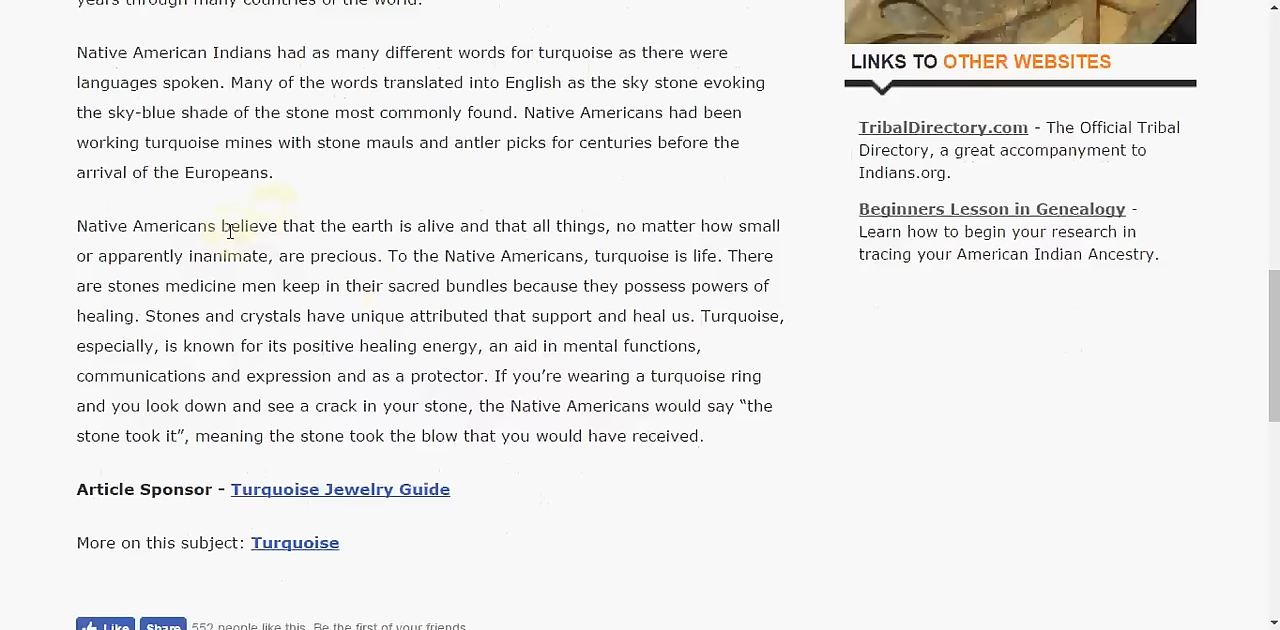 years through many countries of the world.
Native American Indians had as many different words for turquoise as there were
languages spoken. Many of the words translated into English as the sky stone evoking
the sky-blue shade of the stone most commonly found. Native Americans had been
working turquoise mines with stone mauls and antler picks for centuries before the
arrival of the Europeans.
Native Americans believe that the earth is alive and that all things, no matter how small
or apparently inanimate, are precious. To the Native Americans, turquoise is life. There
are stones medicine men keep in their sacred bundles because they possess powers of
healing. Stones and crystals have unique attributed that support and heal us. Turquoise,
especially, is known for its positive healing energy, an aid in mental functions,
communications and expression and as a protector. If you’re wearing a turquoise ring
and you look down and see a crack in your stone, the Native Americans would say “the
stone took it”, meaning the stone took the blow that you would have received.
Article Sponsor - Turquoise Jewelry Guide
More on this subject: Turquoise
Like Share 552 people like this. Be the first of your friends.
LINKS TO OTHER WEBSITES
TribalDirectory.com - The Official Tribal
Directory, a great accompanyment to
Indians.org.
Beginners Lesson in Genealogy -
Learn how to begin your research in
tracing your American Indian Ancestry.